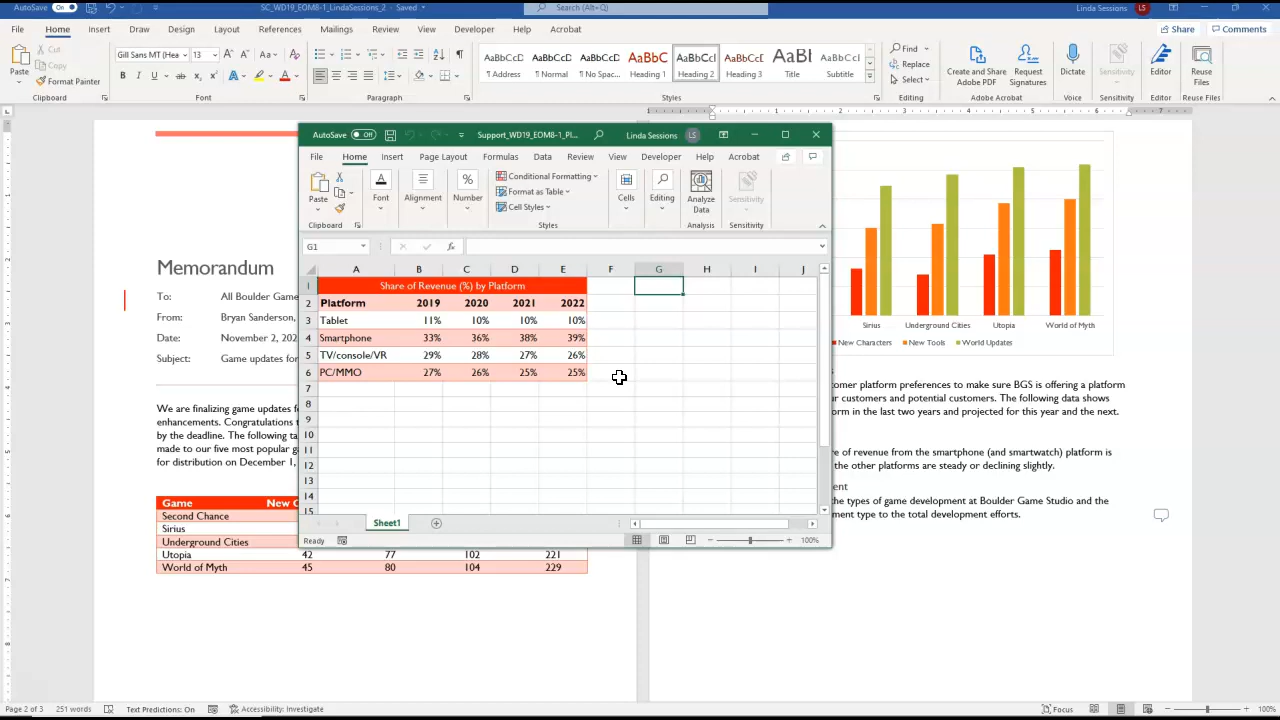 AutoSave On
SC_WD19_EOM8-1_LindaSessions_2 - Saved
Search (Alt+Q)
Linda Sessions LS
File Home Insert Draw Design Layout References Mailings Review View Developer Help Acrobat
Share Comments
Paste
Cut
Copy
Format Painter
Gill Sans MT (Hea 13
AaBbCcD AaBbCcD AaBbCcD AaBbC AaBbCcl AaBbCcl AaBl AaBbCcl
¶ Address ¶ Normal ¶ No Spac... Heading 1 Heading 2 Heading 3 Title Subtitle
Find
Replace
Select
Create and Share Adobe PDF
Request Signatures
Dictate
Sensitivity
Editor
Reuse Files
Clipboard Font Paragraph Styles Editing Adobe Acrobat Voice Sensitivity Editor Reuse Files
AutoSave Off
Support_WD19_EOM8-1_Pl...
Linda Sessions LS
File Home Insert Page Layout Formulas Data Review View Developer Help Acrobat
Paste
Font
Alignment
Number
Conditional Formatting
Format as Table
Cell Styles
Cells
Editing
Analyze Data
Sensitivity
Clipboard Styles Analysis Sensitivity
G1 fx
A B C D E F G H I J
1 Share of Revenue (%) by Platform
2 Platform 2019 2020 2021 2022
3 Tablet 11% 10% 10% 10%
4 Smartphone 33% 36% 38% 39%
5 TV/console/VR 29% 28% 27% 26%
6 PC/MMO 27% 26% 25% 25%
7
8
9
10
11
12
13
14
15
Sheet1
Ready 100%
Memorandum
To: All Boulder Game
From: Bryan Sanderson,
Date: November 2, 202
Subject: Game updates for
We are finalizing game updates f
enhancements. Congratulations t
by the deadline. The following ta
made to our five most popular g
for distribution on December 1,
Game New C
Second Chance
Sirius
Underground Cities
Utopia 42 77 102 221
World of Myth 45 80 104 229
Sirius Underground Cities Utopia World of Myth
New Characters New Tools World Updates
omer platform preferences to make sure BGS is offering a platform
r customers and potential customers. The following data shows
form in the last two years and projected for this year and the next.
re of revenue from the smartphone (and smartwatch) platform is
the other platforms are steady or declining slightly.
ent
the types of game development at Boulder Game Studio and the
ment type to the total development efforts.
Page 2 of 3 251 words Text Predictions: On Accessibility: Investigate Focus 100%